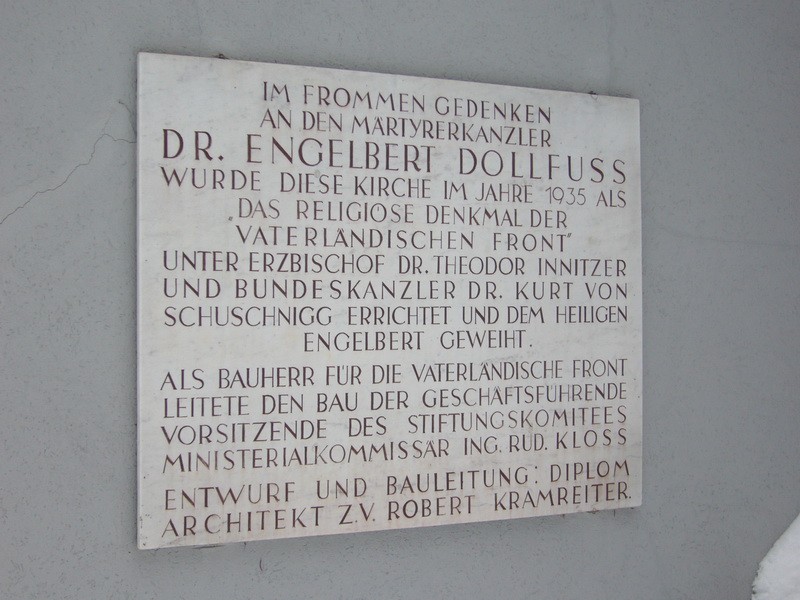 IM FROMMEN GEDENKEN
AN DEN MÄRTYRERKANZLER
DR. ENGELBERT DOLLFUSS
WURDE DIESE KIRCHE IM JAHRE 1935 ALS
„DAS RELIGIÖSE DENKMAL DER
VATERLÄNDISCHEN FRONT"
UNTER ERZBISCHOF DR. THEODOR INNITZER
UND BUNDESKANZLER DR. KURT VON
SCHUSCHNIGG ERRICHTET UND DEM HEILIGEN
ENGELBERT GEWEIHT.
ALS BAUHERR FÜR DIE VATERLÄNDISCHE FRONT
LEITETE DEN BAU DER GESCHÄFTSFÜHRENDE
VORSITZENDE DES STIFTUNGSKOMITEES
MINISTERIALKOMMISSÄR ING. RUD. KLOSS
ENTWURF UND BAULEITUNG: DIPLOM
ARCHITEKT Z.V. ROBERT KRAMREITER.